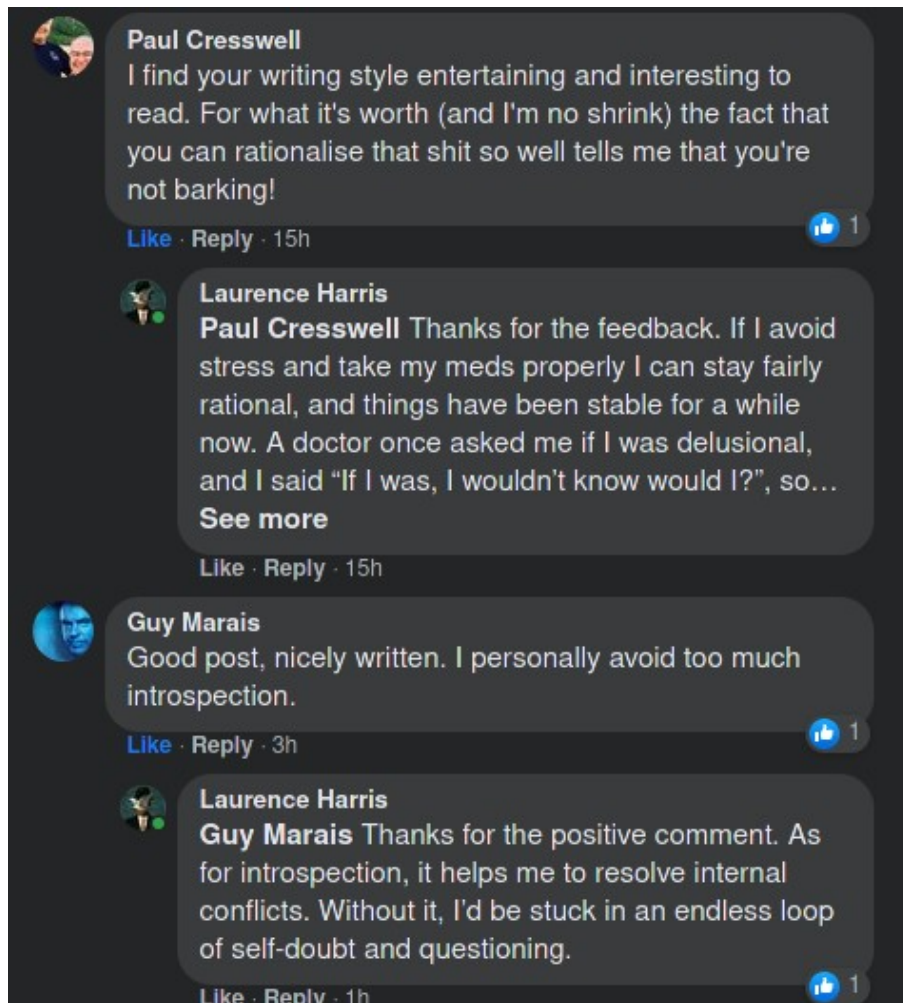 Paul Cresswell
I find your writing style entertaining and interesting to
read. For what it's worth (and I'm no shrink) the fact that
you can rationalise that shit so well tells me that you're
not barking!
1
Like · Reply · 15h
Laurence Harris
Paul Cresswell Thanks for the feedback. If I avoid
stress and take my meds properly I can stay fairly
rational, and things have been stable for a while
now. A doctor once asked me if I was delusional,
and I said “If I was, I wouldn’t know would I?”, so…
See more
Like · Reply · 15h
Guy Marais
Good post, nicely written. I personally avoid too much
introspection.
1
Like · Reply · 3h
Laurence Harris
Guy Marais Thanks for the positive comment. As
for introspection, it helps me to resolve internal
conflicts. Without it, I’d be stuck in an endless loop
of self-doubt and questioning.
1
Like · Reply · 1h